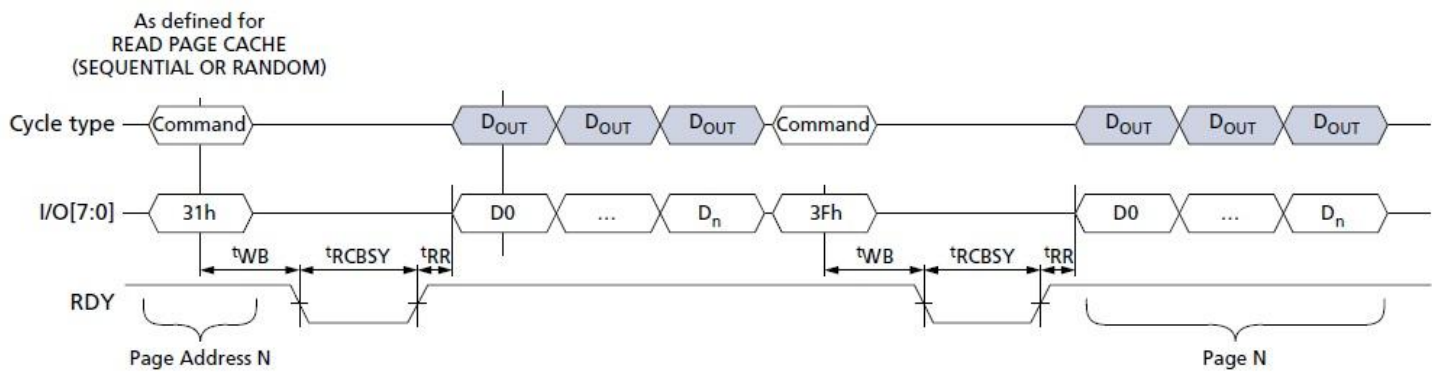 As defined for
READ PAGE CACHE
(SEQUENTIAL OR RANDOM)
Cycle type Command DOUT DOUT DOUT Command DOUT DOUT DOUT
I/O[7:0] 31h D0 ... Dn 3Fh D0 ... Dn
tWB tRCBSY tRR tWB tRCBSY tRR
RDY
Page Address N Page N